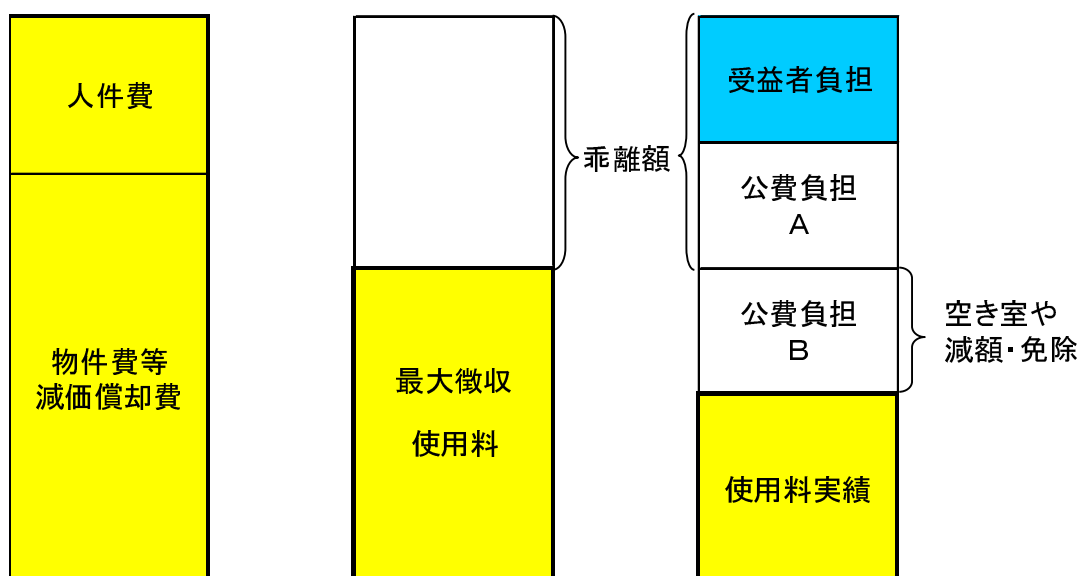 人件費
物件費等
減価償却費
最大徴収
使用料
乖離額
受益者負担
公費負担
A
公費負担
B
使用料実績
空き室や
減額・免除